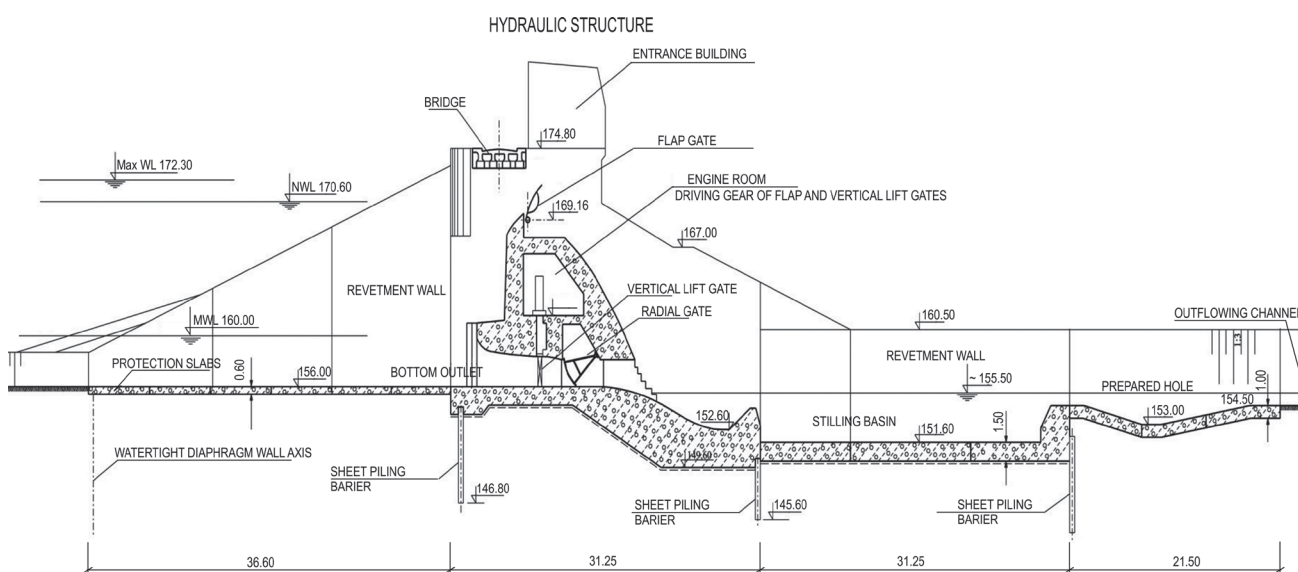 HYDRAULIC STRUCTURE
ENTRANCE BUILDING
BRIDGE
174.80
FLAP GATE
Max WL 172.30
NWL 170.60
ENGINE ROOM
DRIVING GEAR OF FLAP AND VERTICAL LIFT GATES
169.16
167.00
REVETMENT WALL
VERTICAL LIFT GATE
RADIAL GATE
MWL 160.00
160.50
OUTFLOWING CHANNEL
PROTECTION SLABS
0.60
156.00
BOTTOM OUTLET
REVETMENT WALL
~ 155.50
1:3
PREPARED HOLE
1.00
154.50
152.60
STILLING BASIN
151.60
1.50
153.00
149.60
WATERTIGHT DIAPHRAGM WALL AXIS
SHEET PILING
BARIER
146.80
SHEET PILING
BARIER
145.60
SHEET PILING
BARIER
36.60
31.25
31.25
21.50